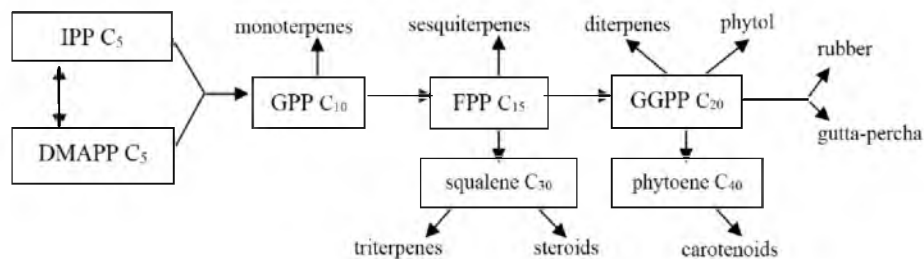 monoterpenes
sesquiterpenes
diterpenes
phytol
IPP C₅
rubber
GPP C₁₀
FPP C₁₅
GGPP C₂₀
DMAPP C₅
gutta-percha
squalene C₃₀
phytoene C₄₀
triterpenes
steroids
carotenoids